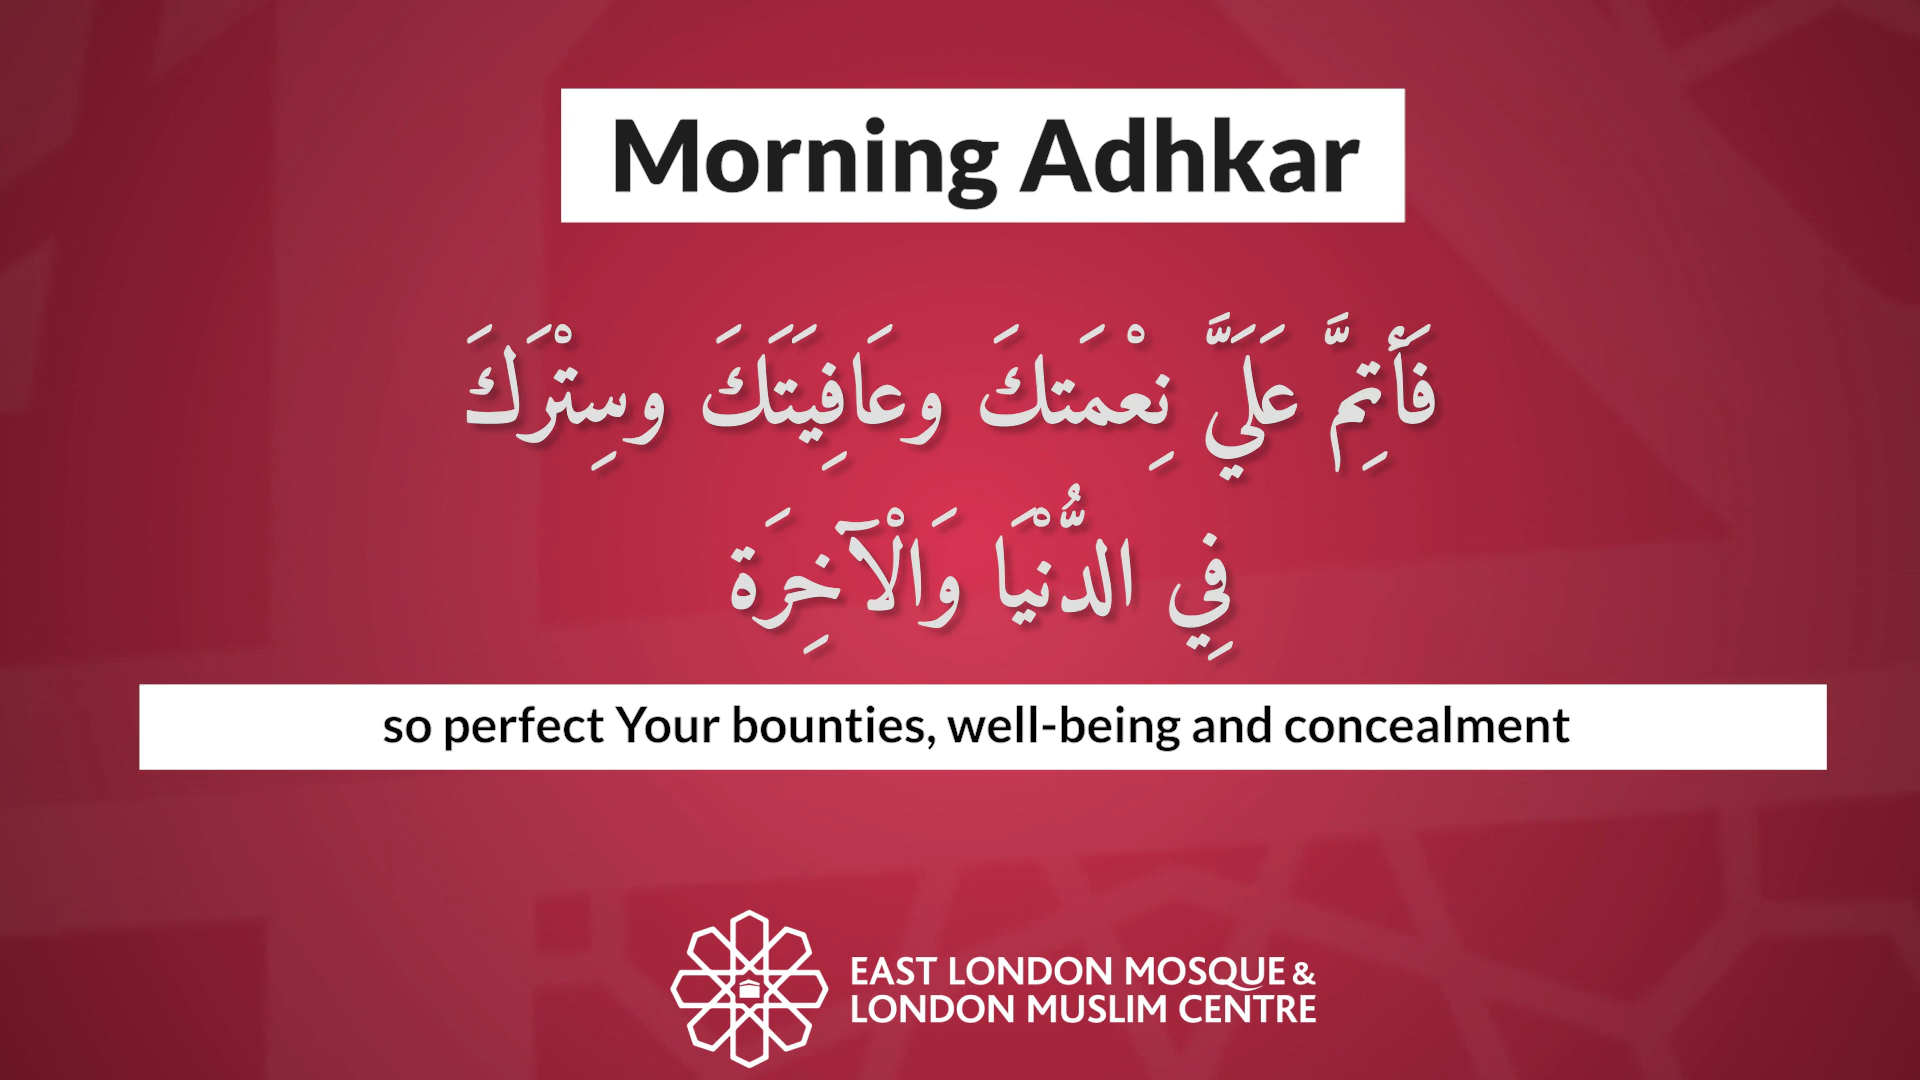 Morning Adhkar
فَأَتِمَّ عَلَيَّ نِعْمَتكَ وعَافِيَتَكَ وسِتْرَكَ
فِي الدُّنْيَا وَالْآخِرَة
so perfect Your bounties, well-being and concealment
EAST LONDON MOSQUE &
LONDON MUSLIM CENTRE